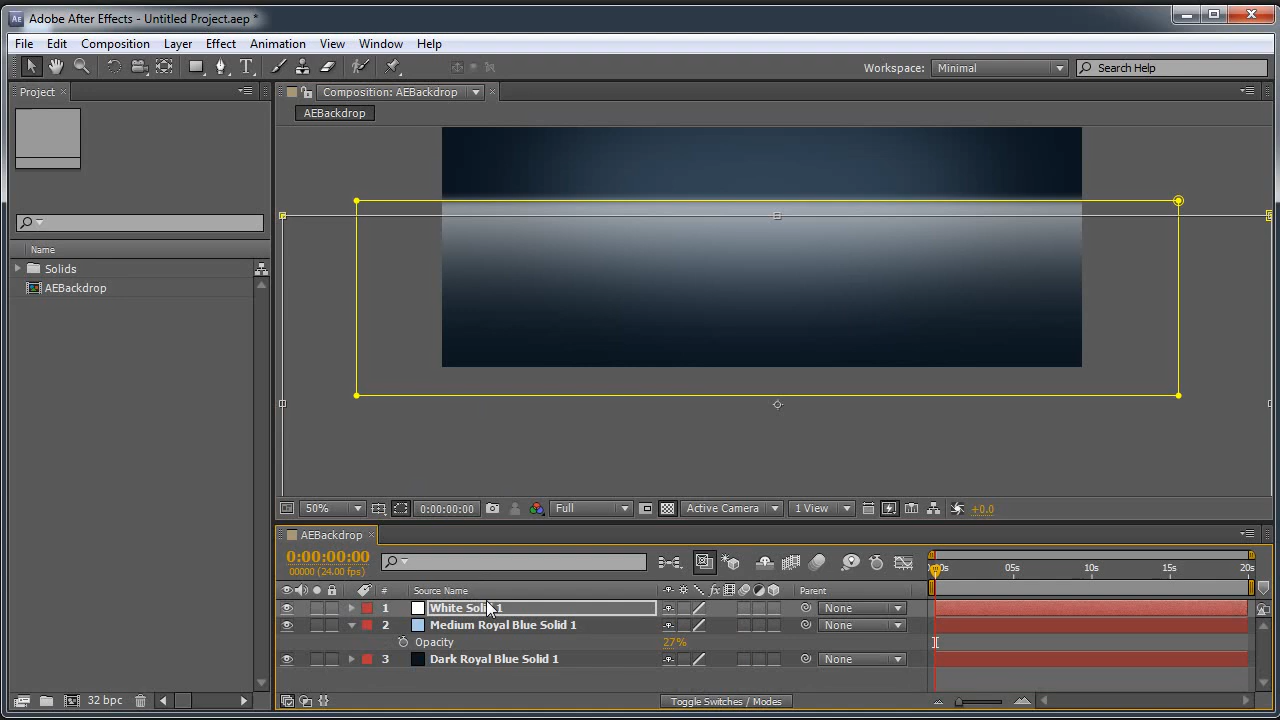 Adobe After Effects - Untitled Project.aep *
File Edit Composition Layer Effect Animation View Window Help
Workspace: Minimal Search Help
Project
Composition: AEBackdrop
AEBackdrop
Name
Solids
AEBackdrop
50% 0:00:00:00 Full Active Camera 1 View +0.0
AEBackdrop
0:00:00:00
00000 (24.00 fps)
05s 10s 15s 20s
# Source Name Parent
1 White Solid 1 None
2 Medium Royal Blue Solid 1 None
Opacity 27%
3 Dark Royal Blue Solid 1 None
32 bpc Toggle Switches / Modes